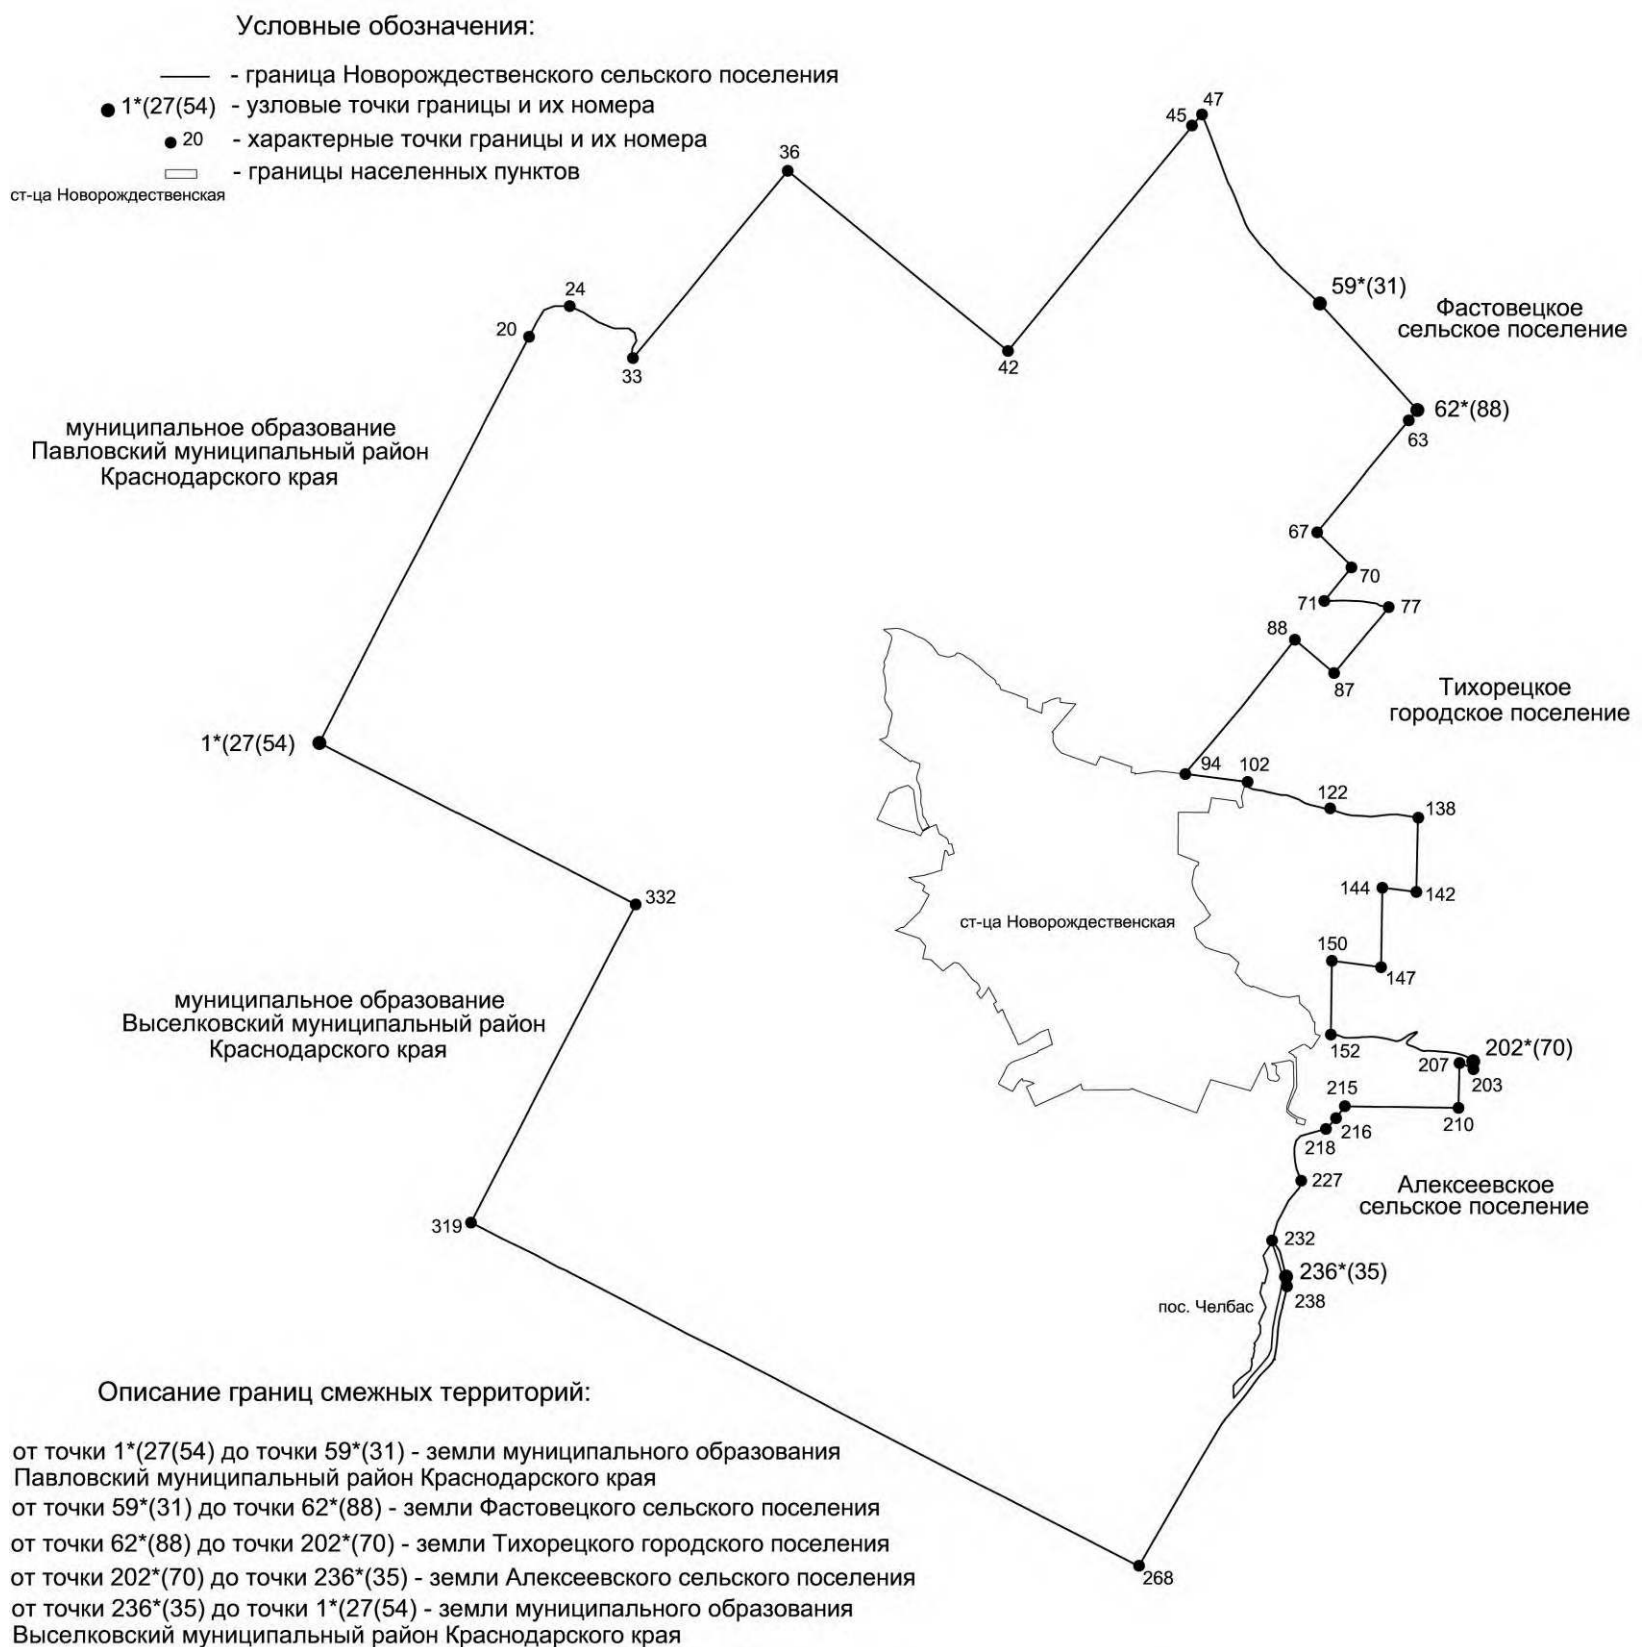 Условные обозначения:
- граница Новорождественского сельского поселения
1*(27(54) - узловые точки границы и их номера
20 - характерные точки границы и их номера
- границы населенных пунктов
ст-ца Новорождественская
47
45
36
59*(31)
24
Фастовецкое
сельское поселение
20
42
33
62*(88)
63
муниципальное образование
Павловский муниципальный район
Краснодарского края
67
70
71
77
88
87
Тихорецкое
городское поселение
1*(27(54)
94
102
122
138
144
142
332
ст-ца Новорождественская
150
147
муниципальное образование
Выселковский муниципальный район
Краснодарского края
152
202*(70)
207
203
215
210
216
218
227
Алексеевское
сельское поселение
319
232
236*(35)
238
пос. Челбас
Описание границ смежных территорий:
от точки 1*(27(54) до точки 59*(31) - земли муниципального образования
Павловский муниципальный район Краснодарского края
от точки 59*(31) до точки 62*(88) - земли Фастовецкого сельского поселения
от точки 62*(88) до точки 202*(70) - земли Тихорецкого городского поселения
от точки 202*(70) до точки 236*(35) - земли Алексеевского сельского поселения
268
от точки 236*(35) до точки 1*(27(54) - земли муниципального образования
Выселковский муниципальный район Краснодарского края